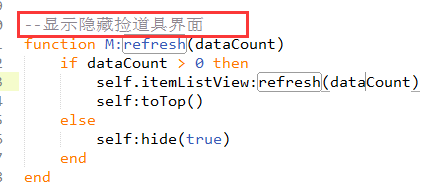 --显示隐藏捡道具界面
function M:refresh(dataCount)
if dataCount > 0 then
self.itemListView:refresh(dataCount)
self:toTop()
else
self:hide(true)
end
end